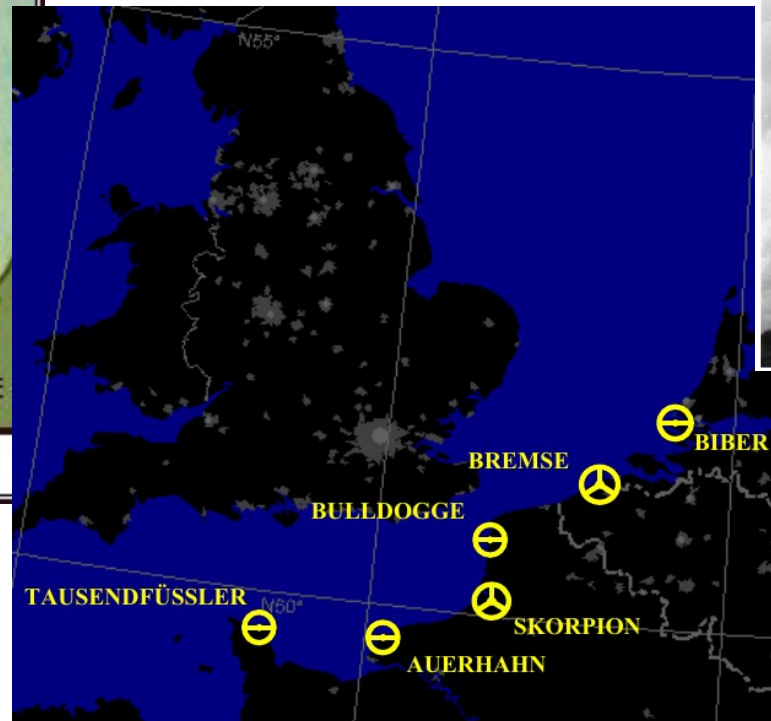 N55°
BIBER
BREMSE
BULLDOGGE
TAUSENDFÜSSLER
N50°
SKORPION
AUERHAHN
E